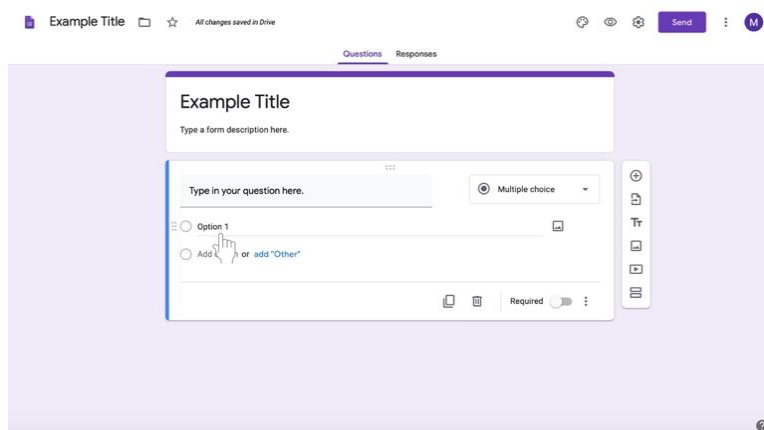 Example Title
All changes saved in Drive
Send
M
Questions
Responses
Example Title
Type a form description here.
Type in your question here.
Multiple choice
Option 1
Add or add "Other"
Tт
Required